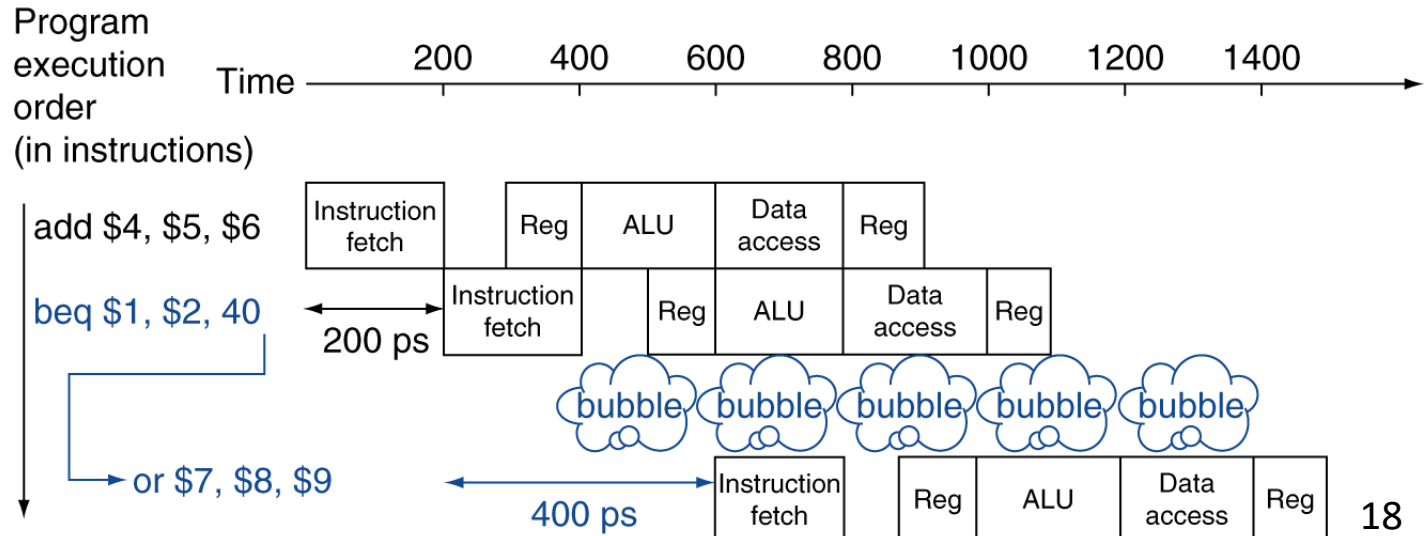 Program
execution
order
(in instructions)
Time
200 400 600 800 1000 1200 1400
add $4, $5, $6
Instruction
fetch
Reg
ALU
Data
access
Reg
beq $1, $2, 40
200 ps
Instruction
fetch
Reg
ALU
Data
access
Reg
bubble bubble bubble bubble bubble
or $7, $8, $9
400 ps
Instruction
fetch
Reg
ALU
Data
access
Reg
18